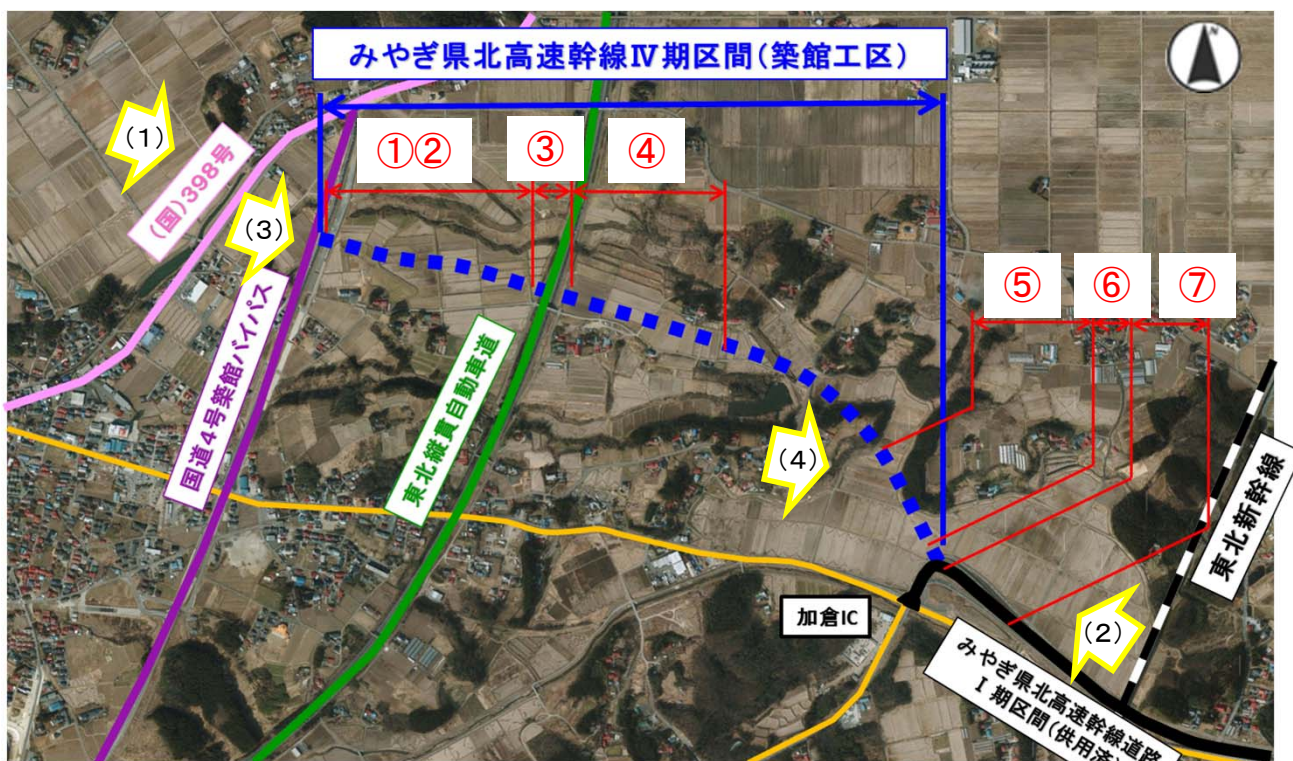 みやぎ県北高速幹線Ⅳ期区間(築館工区)
N
(1)
①②
③
④
(国)398号
(3)
⑤
⑥
⑦
国道4号築館バイパス
東北縦貫自動車道
(4)
東北新幹線
加倉IC
(2)
みやぎ県北高速幹線道路
Ⅰ期区間(供用済)